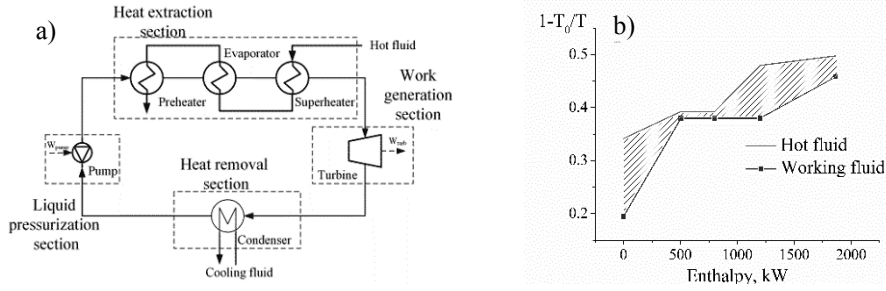 a)
Heat extraction
section
Evaporator
Hot fluid
Preheater
Superheater
Work
generation
section
W_pump
Pump
Heat removal
section
Turbine
W_turb
Liquid
pressurization
section
Condenser
Cooling fluid
b)
1-T₀/T
0.5
0.4
0.3
0.2
Hot fluid
Working fluid
0 500 1000 1500 2000
Enthalpy, kW